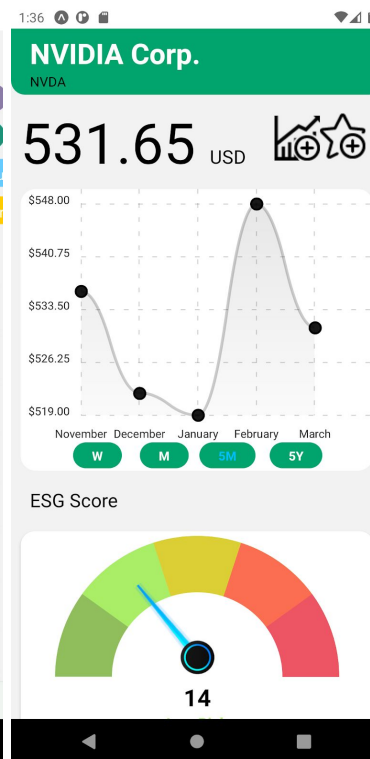 1:36
NVIDIA Corp.
NVDA
531.65 USD
$548.00
$540.75
$533.50
$526.25
$519.00
November December January February March
W M 5M 5Y
ESG Score
14